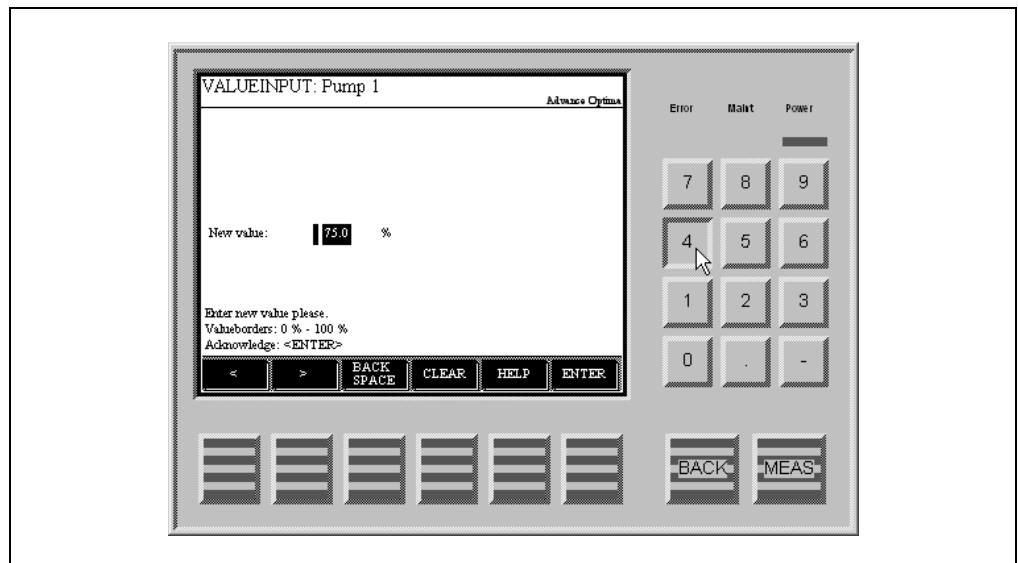 VALUEINPUT: Pump 1
Advance Optima
New value: 75.0 %
Enter new value please.
Valueborders: 0 % - 100 %
Acknowledge: <ENTER>
< > BACK SPACE CLEAR HELP ENTER
Error Maint Power
7 8 9
4 5 6
1 2 3
0 . -
BACK MEAS